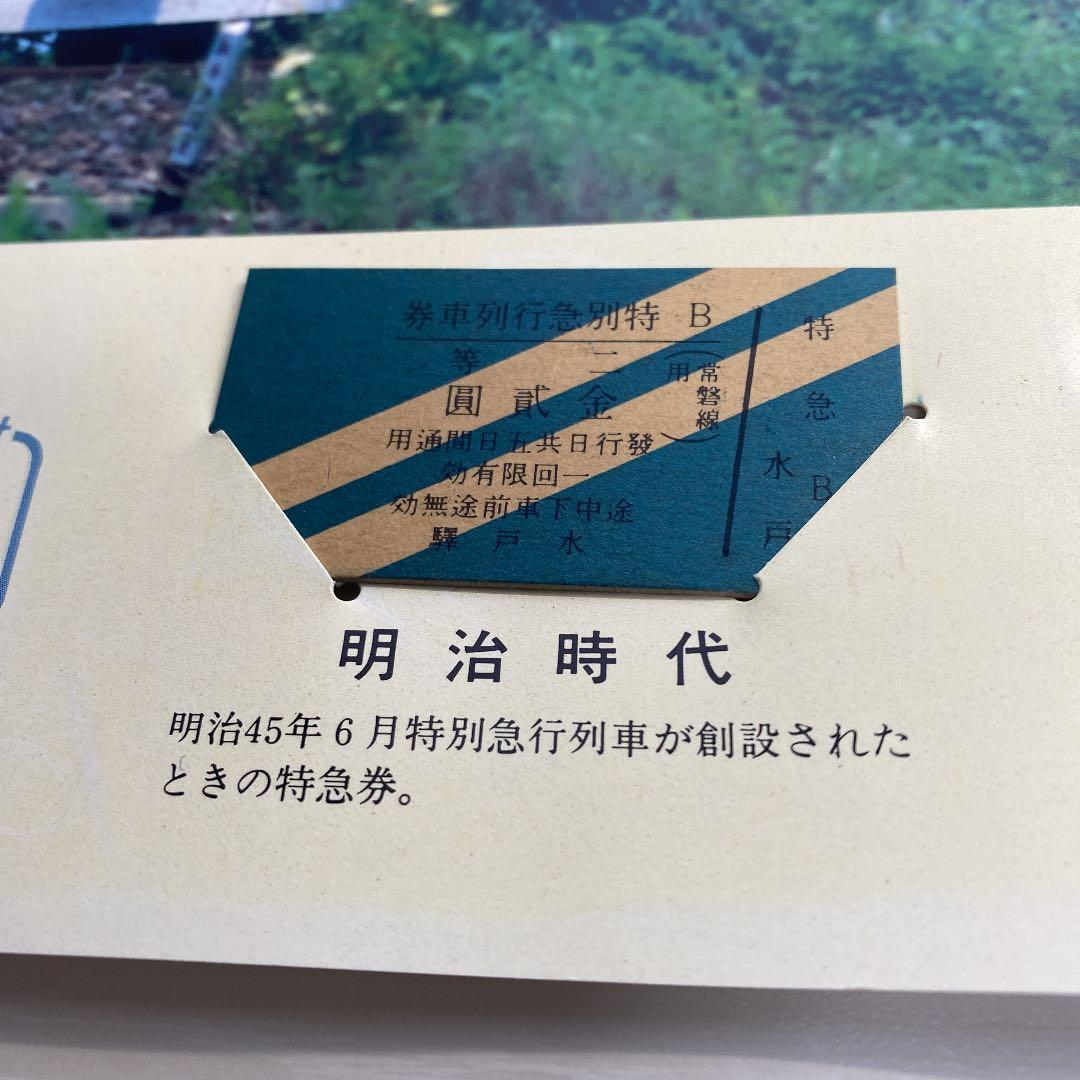 B 特別急行列車券
(常磐線用)
二等
金貳圓
發行日共五日間通用
一回限有効
途中下車前途無効
水戸驛
特急
B
水戸
明治時代
明治45年6月特別急行列車が創設された
ときの特急券。